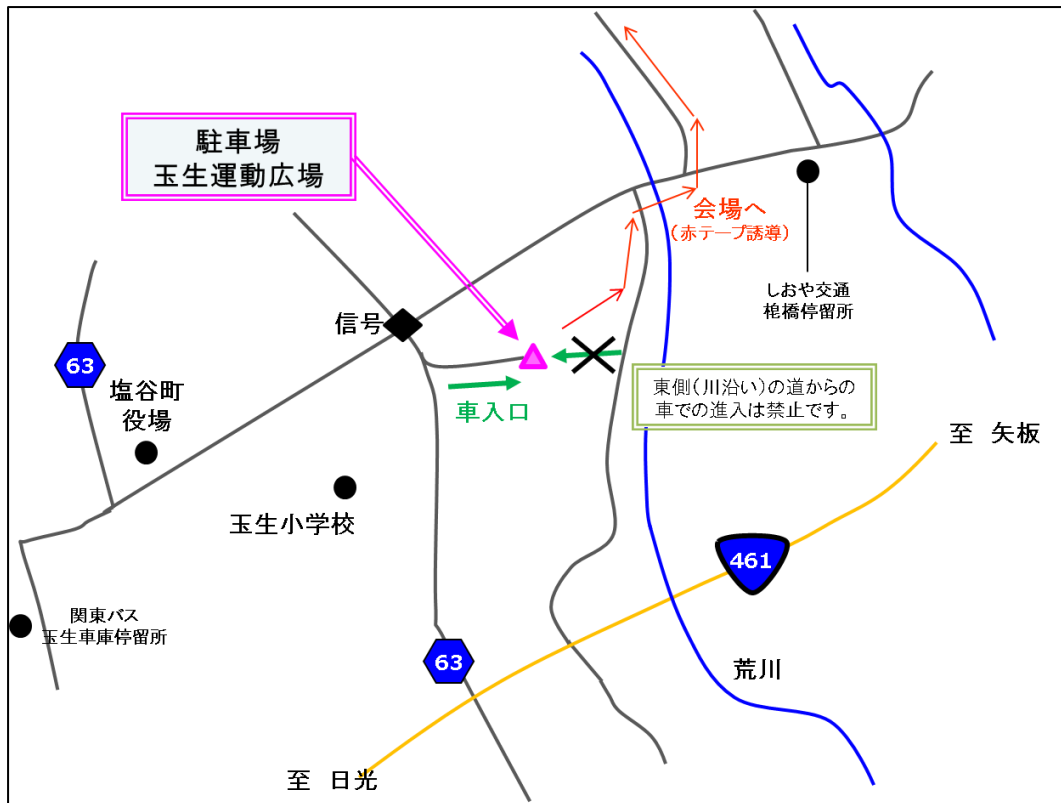 駐車場
玉生運動広場
会場へ
(赤テープ誘導)
しおや交通
梍橋停留所
信号
63
塩谷町
役場
車入口
東側(川沿い)の道からの
車での進入は禁止です。
至 矢板
玉生小学校
461
関東バス
玉生車庫停留所
63
荒川
至 日光